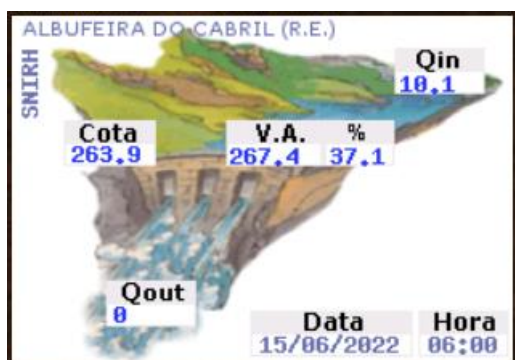 ALBUFEIRA DO CABRIL (R.E.)
SNIRH
Qin
10.1
Cota
263.9
V.A. %
267.4 37.1
Qout
0
Data Hora
15/06/2022 06:00